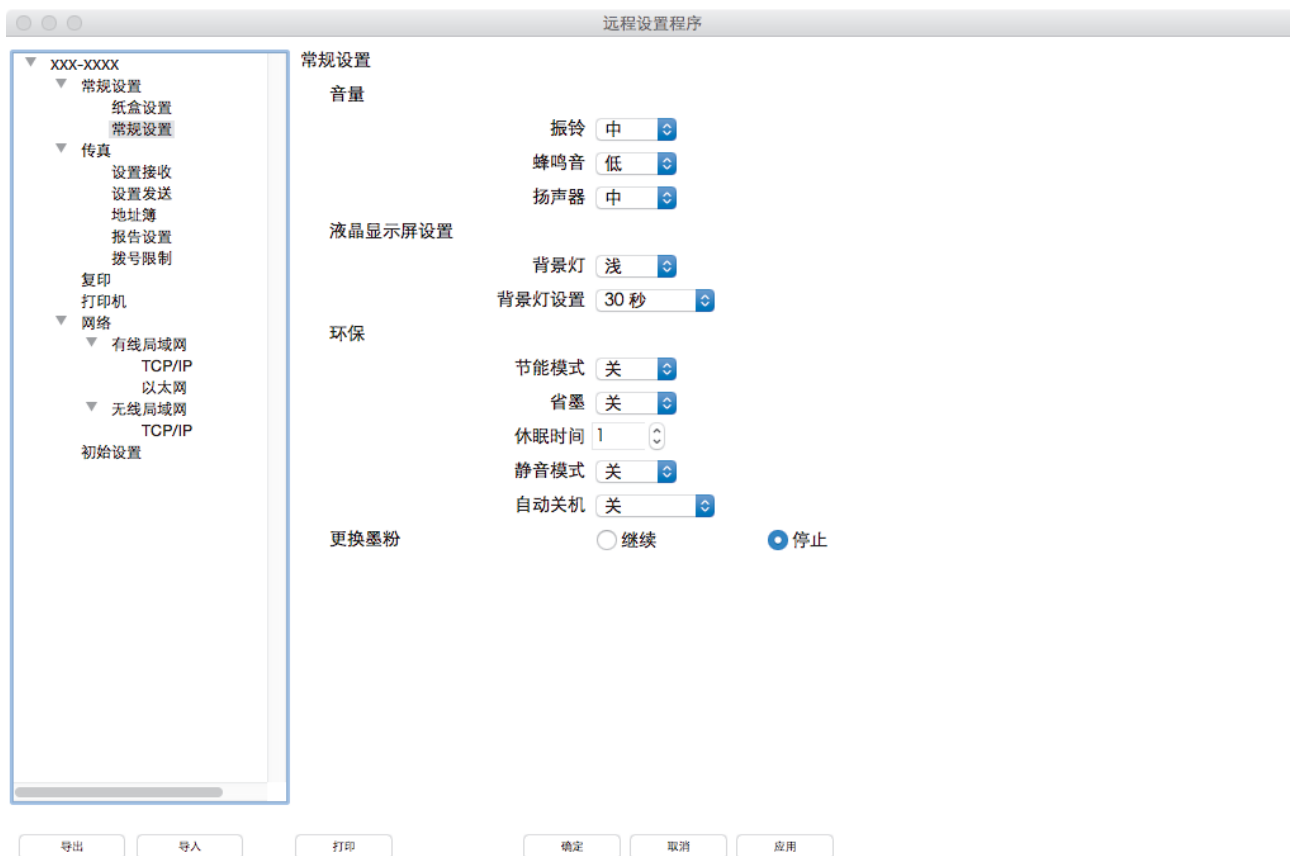 远程设置程序
XXX-XXXX
常规设置
纸盒设置
常规设置
传真
设置接收
设置发送
地址簿
报告设置
拨号限制
复印
打印机
网络
有线局域网
TCP/IP
以太网
无线局域网
TCP/IP
初始设置
常规设置
音量
振铃 中
蜂鸣音 低
扬声器 中
液晶显示屏设置
背景灯 浅
背景灯设置 30 秒
环保
节能模式 关
省墨 关
休眠时间 1
静音模式 关
自动关机 关
更换墨粉 继续 停止
导出 导入 打印 确定 取消 应用